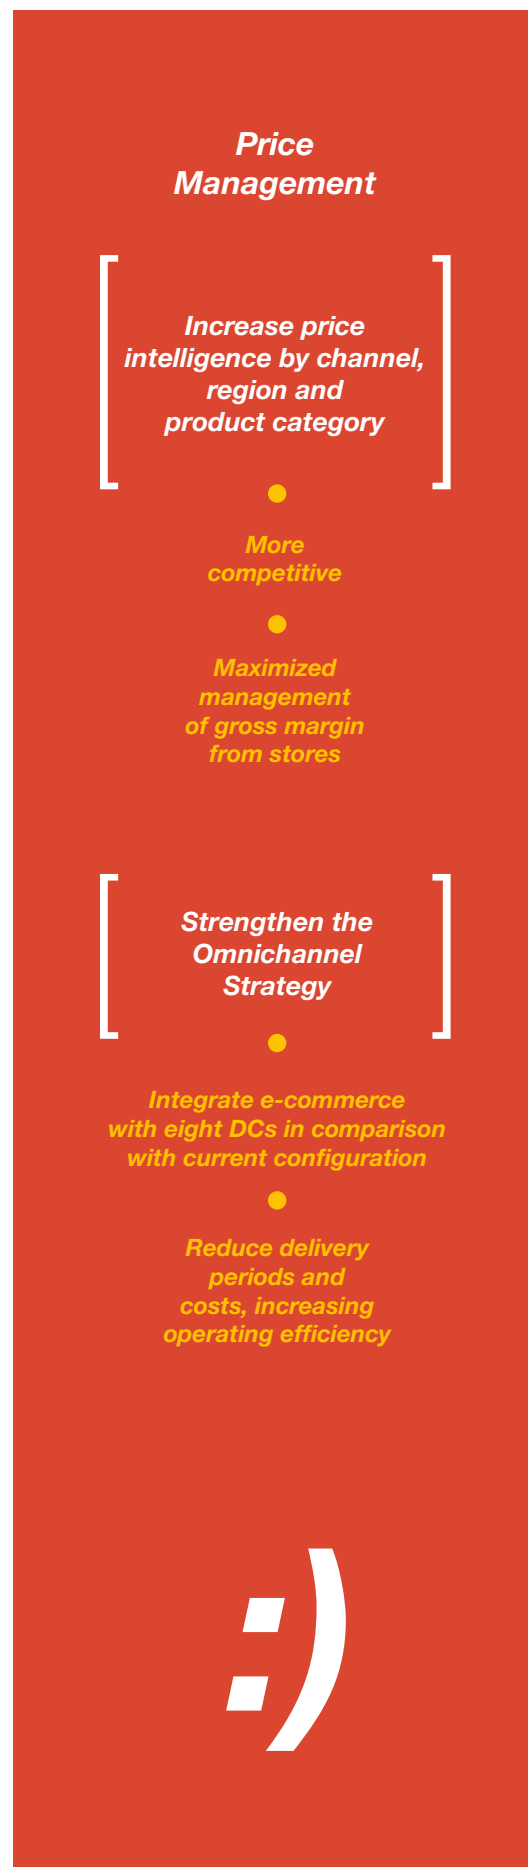 Price
Management
Increase price
intelligence by channel,
region and
product category
More
competitive
Maximized
management
of gross margin
from stores
Strengthen the
Omnichannel
Strategy
Integrate e-commerce
with eight DCs in comparison
with current configuration
Reduce delivery
periods and
costs, increasing
operating efficiency
:)